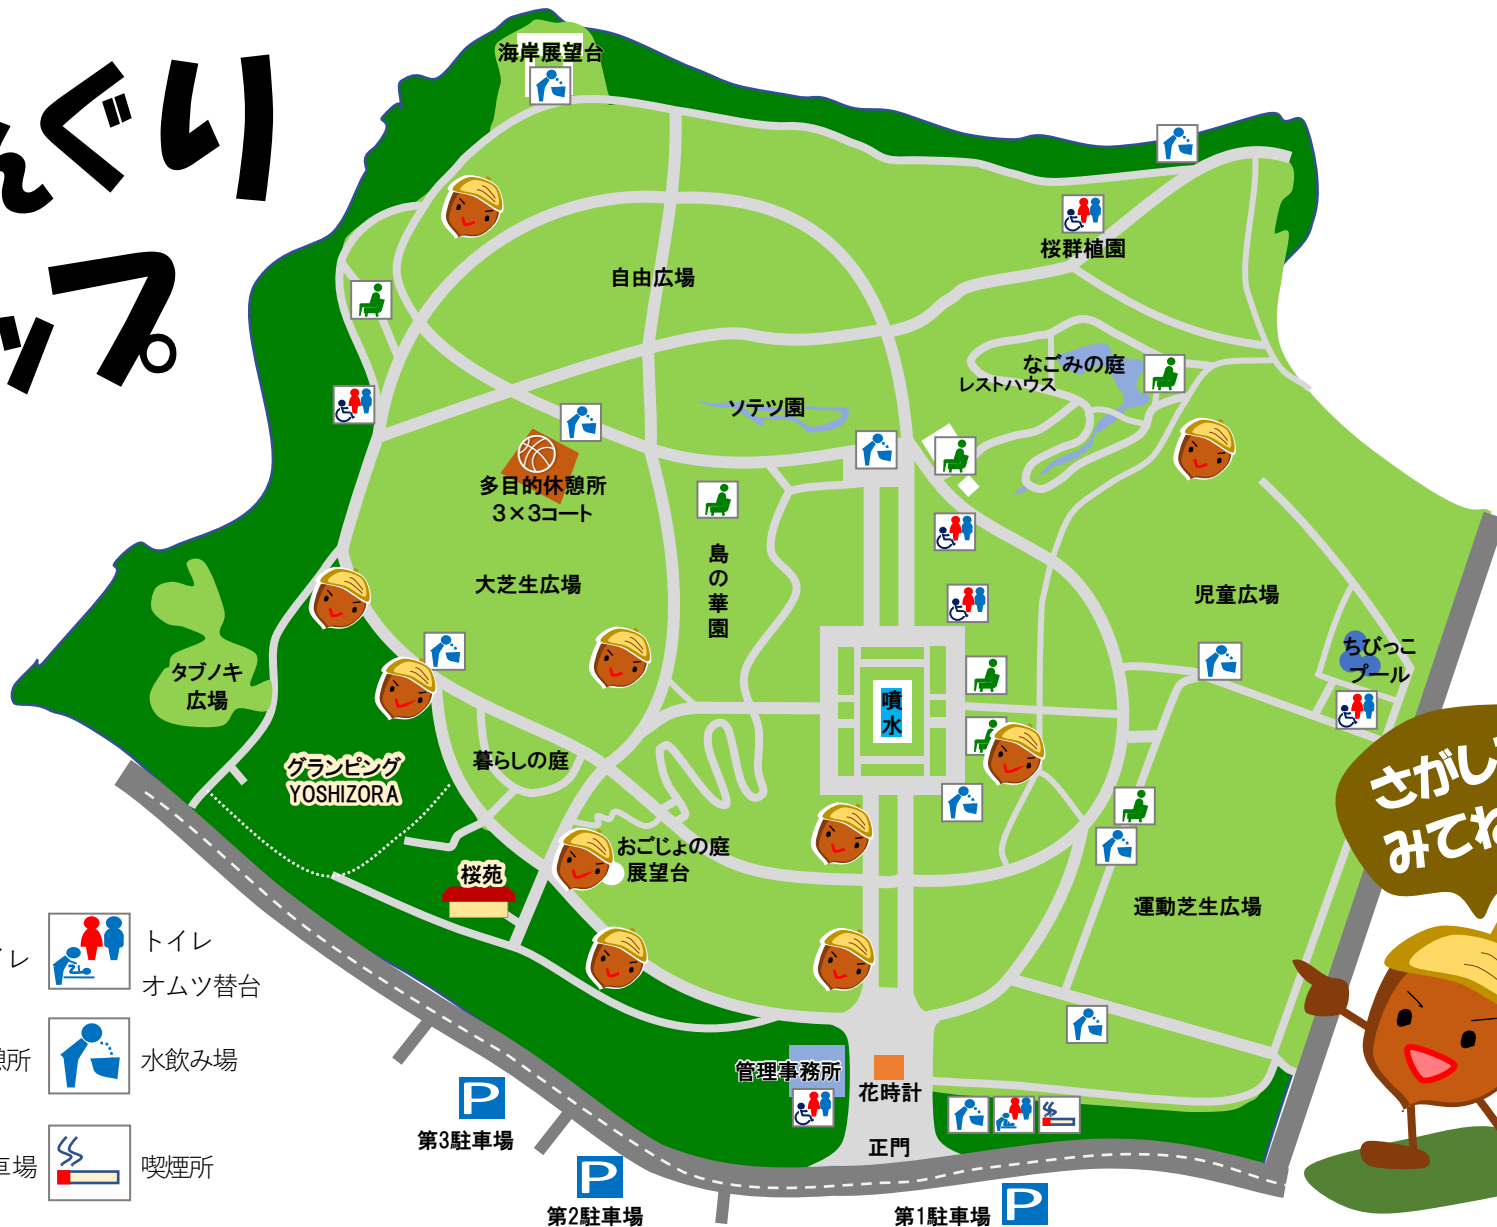 んぐり
ップ
海岸展望台
桜群植園
自由広場
なごみの庭
レストハウス
ソテツ園
多目的休憩所
3×3コート
島の華園
大芝生広場
児童広場
ちびっこ
プール
タブノキ
広場
噴水
グランピング
YOSHIZORA
暮らしの庭
おごじょの庭
展望台
桜苑
運動芝生広場
さがし
みてね
トイレ
オムツ替台
水飲み場
喫煙所
イレ
憩所
車場
管理事務所
花時計
正門
P
第3駐車場
P
第2駐車場
第1駐車場
P